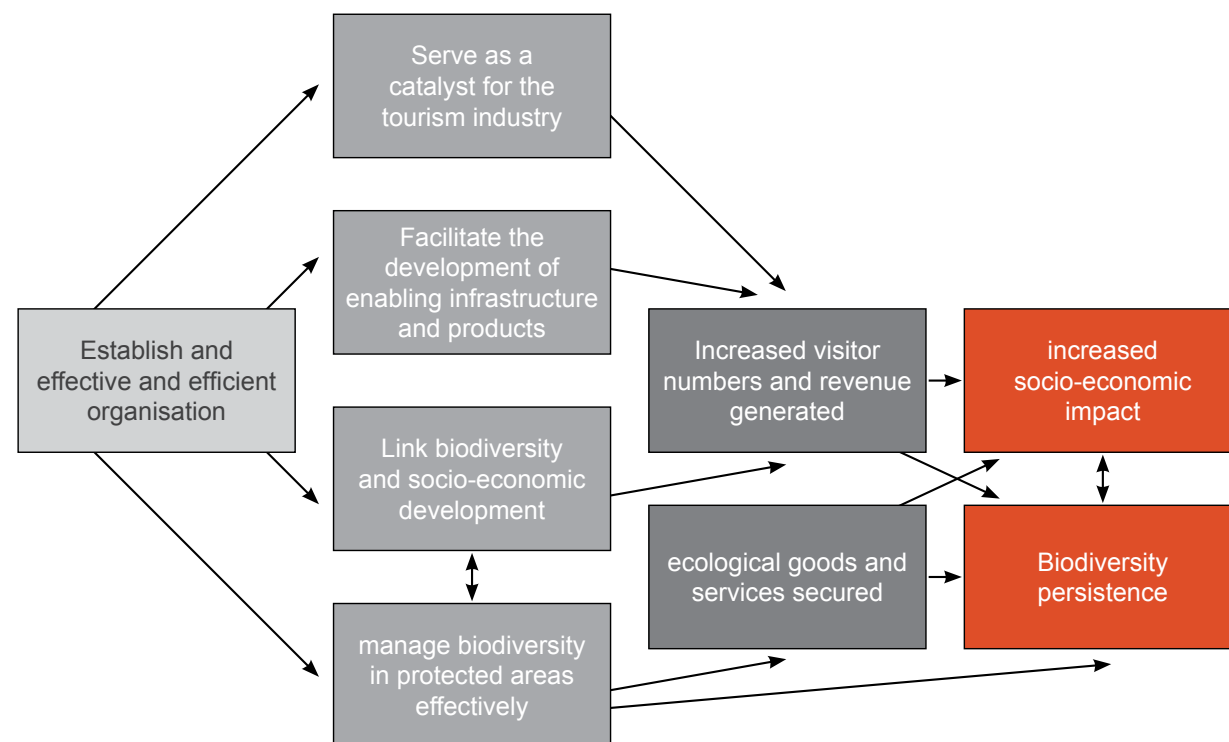 Serve as a
catalyst for the
tourism industry
Facilitate the
development of
enabling infrastructure
and products
Establish and
effective and efficient
organisation
Increased visitor
numbers and revenue
generated
increased
socio-economic
impact
Link biodiversity
and socio-economic
development
ecological goods and
services secured
Biodiversity
persistence
manage biodiversity
in protected areas
effectively